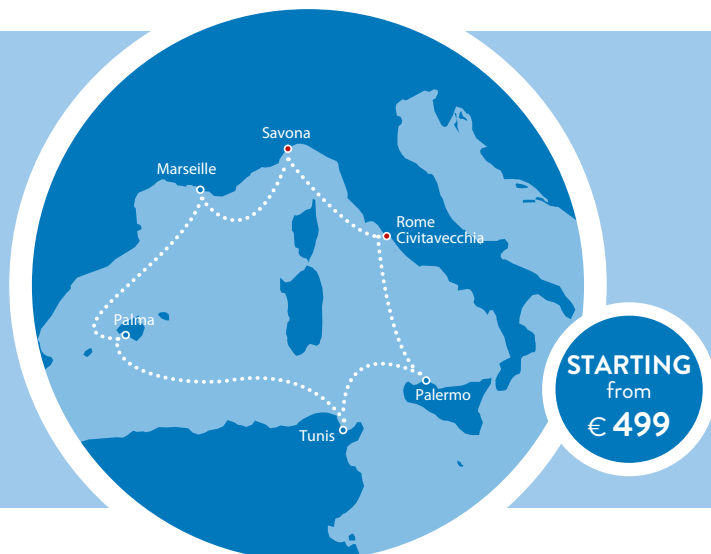 Savona
Marseille
Rome
Civitavecchia
Palma
STARTING
from
€ 499
Palermo
Tunis